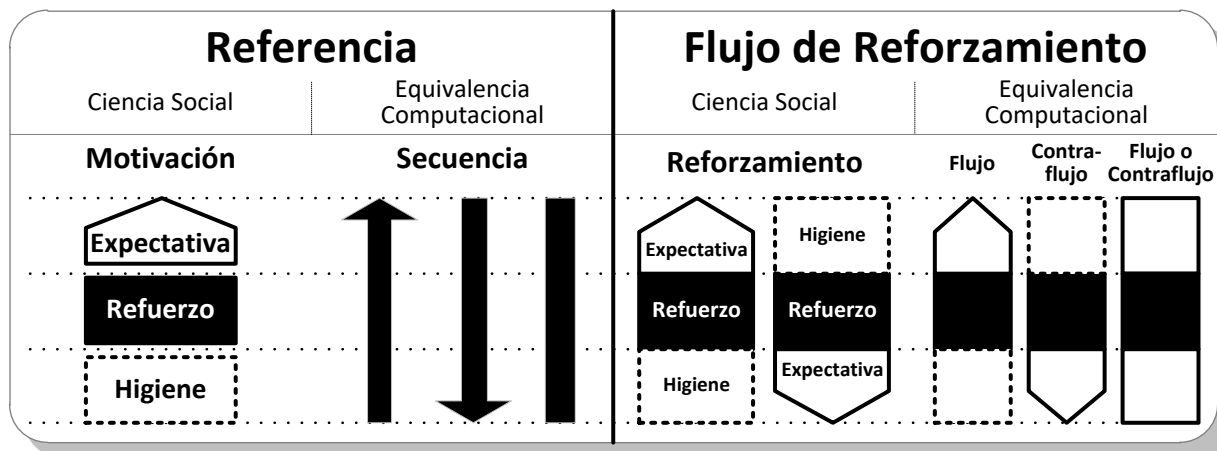 Referencia
Flujo de Reforzamiento
Ciencia Social
Equivalencia
Computacional
Ciencia Social
Equivalencia
Computacional
Motivación
Secuencia
Reforzamiento
Flujo
Contra-
flujo
Flujo o
Contraflujo
Expectativa
Refuerzo
Higiene
Expectativa
Refuerzo
Higiene
Higiene
Refuerzo
Expectativa